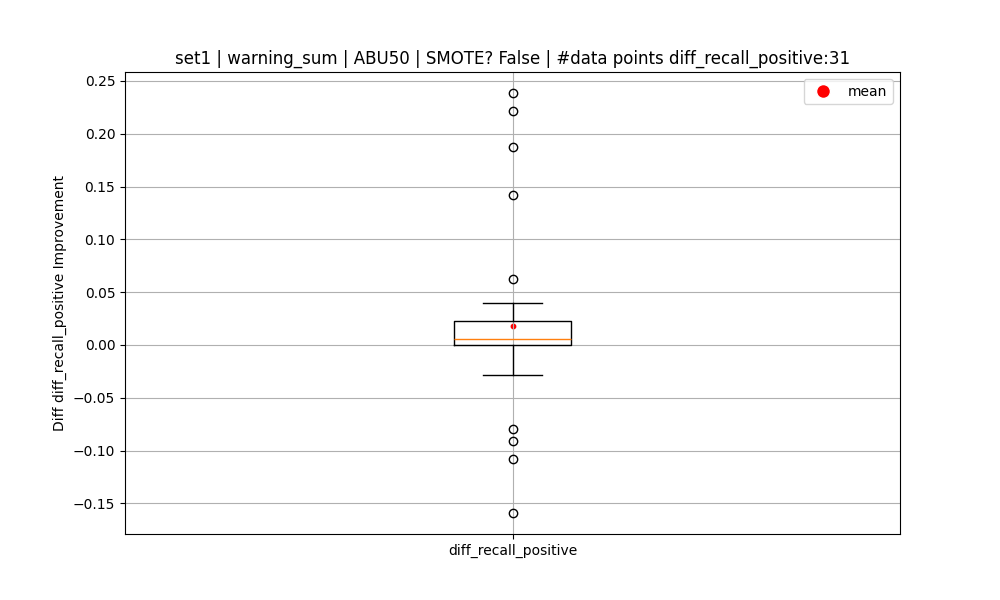 set1 | warning_sum | ABU50 | SMOTE? False | #data points diff_recall_positive:31
mean
Diff diff_recall_positive Improvement
0.25
0.20
0.15
0.10
0.05
0.00
−0.05
−0.10
−0.15
diff_recall_positive